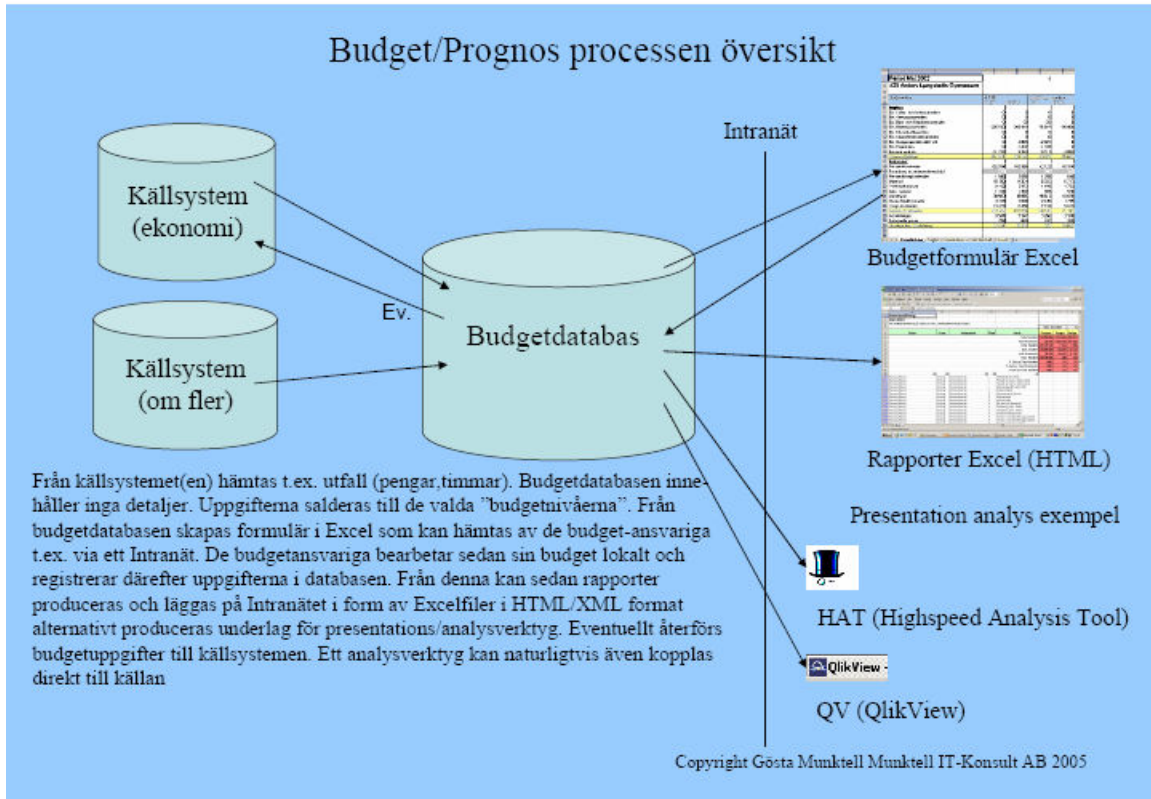 Budget/Prognos processen översikt
Intranät
Källsystem
(ekonomi)
Budgetformulär Excel
Ev.
Budgetdatabas
Källsystem
(om fler)
Rapporter Excel (HTML)
Från källsystemet(en) hämtas t.ex. utfall (pengar,timmar). Budgetdatabasen inne-
håller inga detaljer. Uppgifterna salderas till de valda ”budgetnivåerna”. Från
budgetdatabasen skapas formulär i Excel som kan hämtas av de budget-ansvariga
t.ex. via ett Intranät. De budgetansvariga bearbetar sedan sin budget lokalt och
registrerar därefter uppgifterna i databasen. Från denna kan sedan rapporter
produceras och läggas på Intranätet i form av Excelfiler i HTML/XML format
alternativt produceras underlag för presentations/analysverktyg. Eventuellt återförs
budgetuppgifter till källsystemen. Ett analysverktyg kan naturligtvis även kopplas
direkt till källan
Presentation analys exempel
HAT (Highspeed Analysis Tool)
QlikView -
QV (QlikView)
Copyright Gösta Munktell Munktell IT-Konsult AB 2005